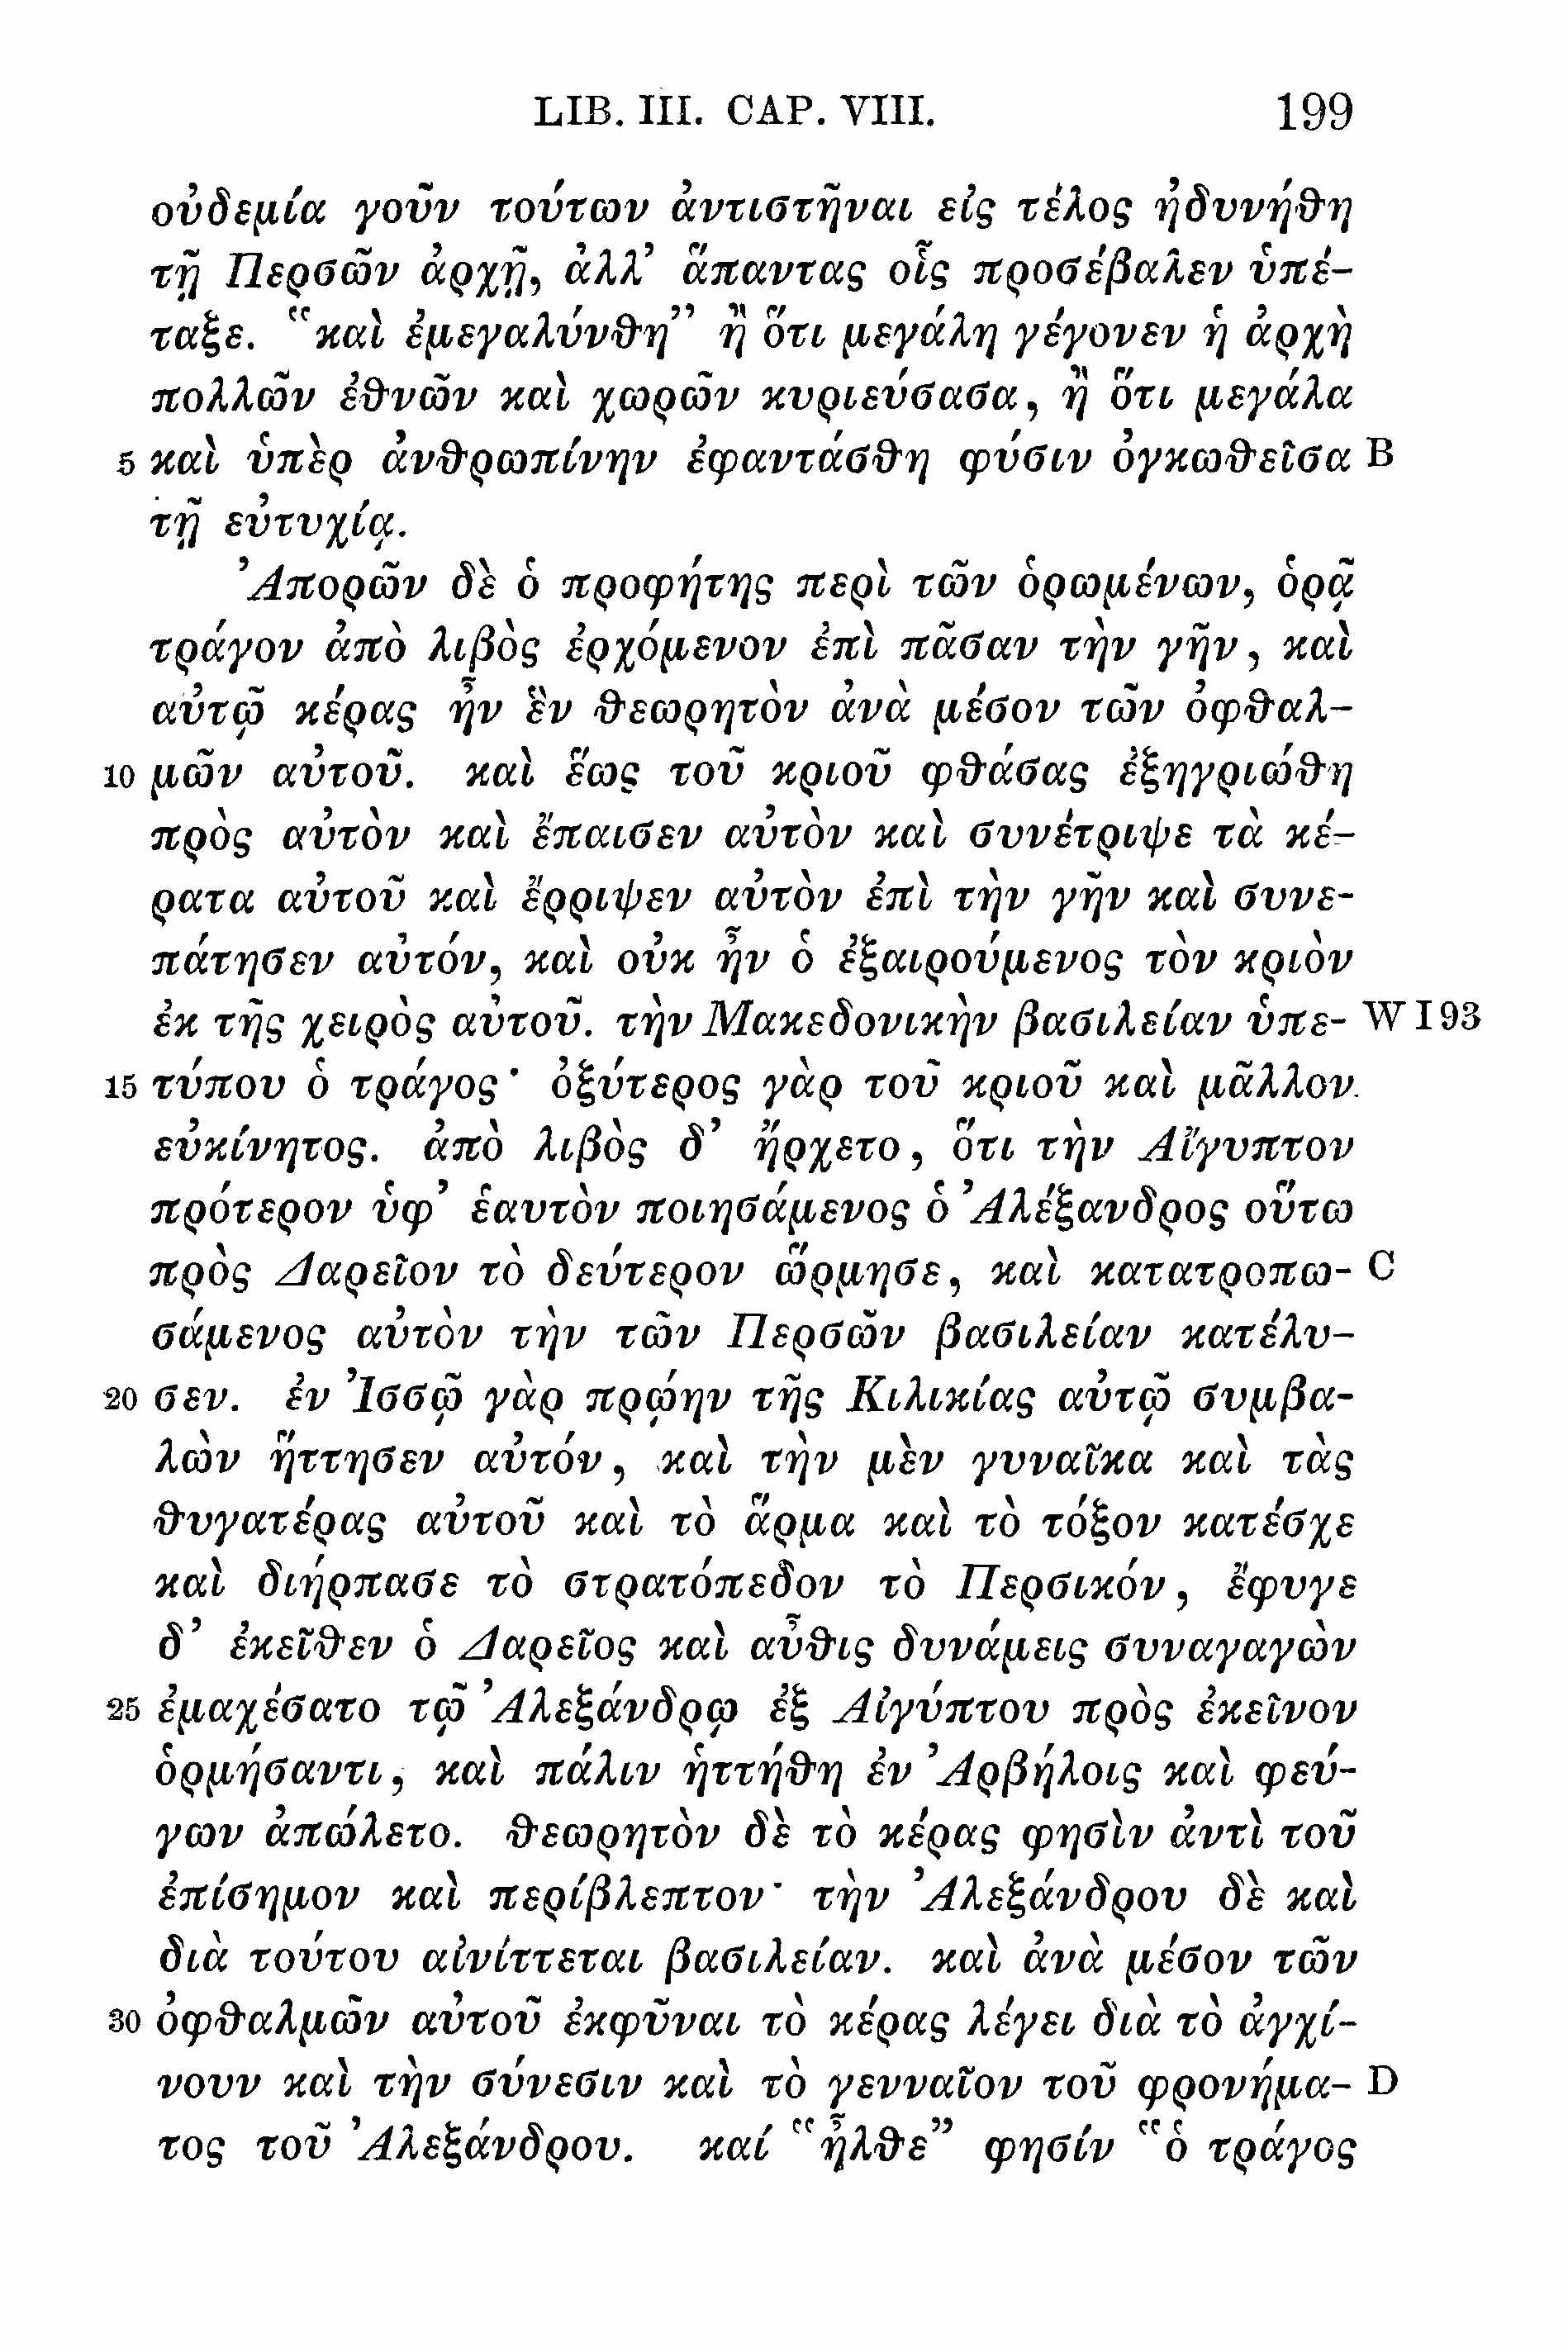 LIB. III. CAP. VIII. 199
οὐδεμία γοῦν τούτων ἀντιστῆναι εἰς τέλος ἠδυνήθη
τῇ Περσῶν ἀρχῇ, ἀλλ’ ἅπαντας οἷς προσέβαλεν ὑπέ-
ταξε. “καὶ ἐμεγαλύνθη” ἢ ὅτι μεγάλη γέγονεν ἡ ἀρχὴ
πολλῶν ἐθνῶν καὶ χωρῶν κυριεύσασα, ἢ ὅτι μεγάλα
5 καὶ ὑπὲρ ἀνθρωπίνην ἐφαντάσθη φύσιν ὀγκωθεῖσα B
τῇ εὐτυχίᾳ.
Ἀπορῶν δὲ ὁ προφήτης περὶ τῶν ὁρωμένων, ὁρᾷ
τράγον ἀπὸ λιβὸς ἐρχόμενον ἐπὶ πᾶσαν τὴν γῆν, καὶ
αὐτῷ κέρας ἦν ἓν θεωρητὸν ἀνὰ μέσον τῶν ὀφθαλ-
10 μῶν αὐτοῦ. καὶ ἕως τοῦ κριοῦ φθάσας ἐξηγριώθη
πρὸς αὐτὸν καὶ ἔπαισεν αὐτὸν καὶ συνέτριψε τὰ κέ-
ρατα αὐτοῦ καὶ ἔρριψεν αὐτὸν ἐπὶ τὴν γῆν καὶ συνε-
πάτησεν αὐτόν, καὶ οὐκ ἦν ὁ ἐξαιρούμενος τὸν κριὸν
ἐκ τῆς χειρὸς αὐτοῦ. τὴν Μακεδονικὴν βασιλείαν ὑπε- W I 93
15 τύπου ὁ τράγος· ὀξύτερος γὰρ τοῦ κριοῦ καὶ μᾶλλον
εὐκίνητος. ἀπὸ λιβὸς δ’ ἤρχετο, ὅτι τὴν Αἴγυπτον
πρότερον ὑφ’ ἑαυτὸν ποιησάμενος ὁ Ἀλέξανδρος οὕτω
πρὸς Δαρεῖον τὸ δεύτερον ὥρμησε, καὶ κατατροπω- C
σάμενος αὐτὸν τὴν τῶν Περσῶν βασιλείαν κατέλυ-
20 σεν. ἐν Ἰσσῷ γὰρ πρῴην τῆς Κιλικίας αὐτῷ συμβα-
λὼν ἥττησεν αὐτόν, καὶ τὴν μὲν γυναῖκα καὶ τὰς
θυγατέρας αὐτοῦ καὶ τὸ ἅρμα καὶ τὸ τόξον κατέσχε
καὶ διήρπασε τὸ στρατόπεδον τὸ Περσικόν, ἔφυγε
δ’ ἐκεῖθεν ὁ Δαρεῖος καὶ αὖθις δυνάμεις συναγαγὼν
25 ἐμαχέσατο τῷ Ἀλεξάνδρῳ ἐξ Αἰγύπτου πρὸς ἐκεῖνον
ὁρμήσαντι, καὶ πάλιν ἡττήθη ἐν Ἀρβήλοις καὶ φεύ-
γων ἀπώλετο. θεωρητὸν δὲ τὸ κέρας φησὶν ἀντὶ τοῦ
ἐπίσημον καὶ περίβλεπτον· τὴν Ἀλεξάνδρου δὲ καὶ
διὰ τούτου αἰνίττεται βασιλείαν. καὶ ἀνὰ μέσον τῶν
30 ὀφθαλμῶν αὐτοῦ ἐκφῦναι τὸ κέρας λέγει διὰ τὸ ἀγχί-
νουν καὶ τὴν σύνεσιν καὶ τὸ γενναῖον τοῦ φρονήμα- D
τος τοῦ Ἀλεξάνδρου. καί “ἦλθε” φησίν “ὁ τράγος